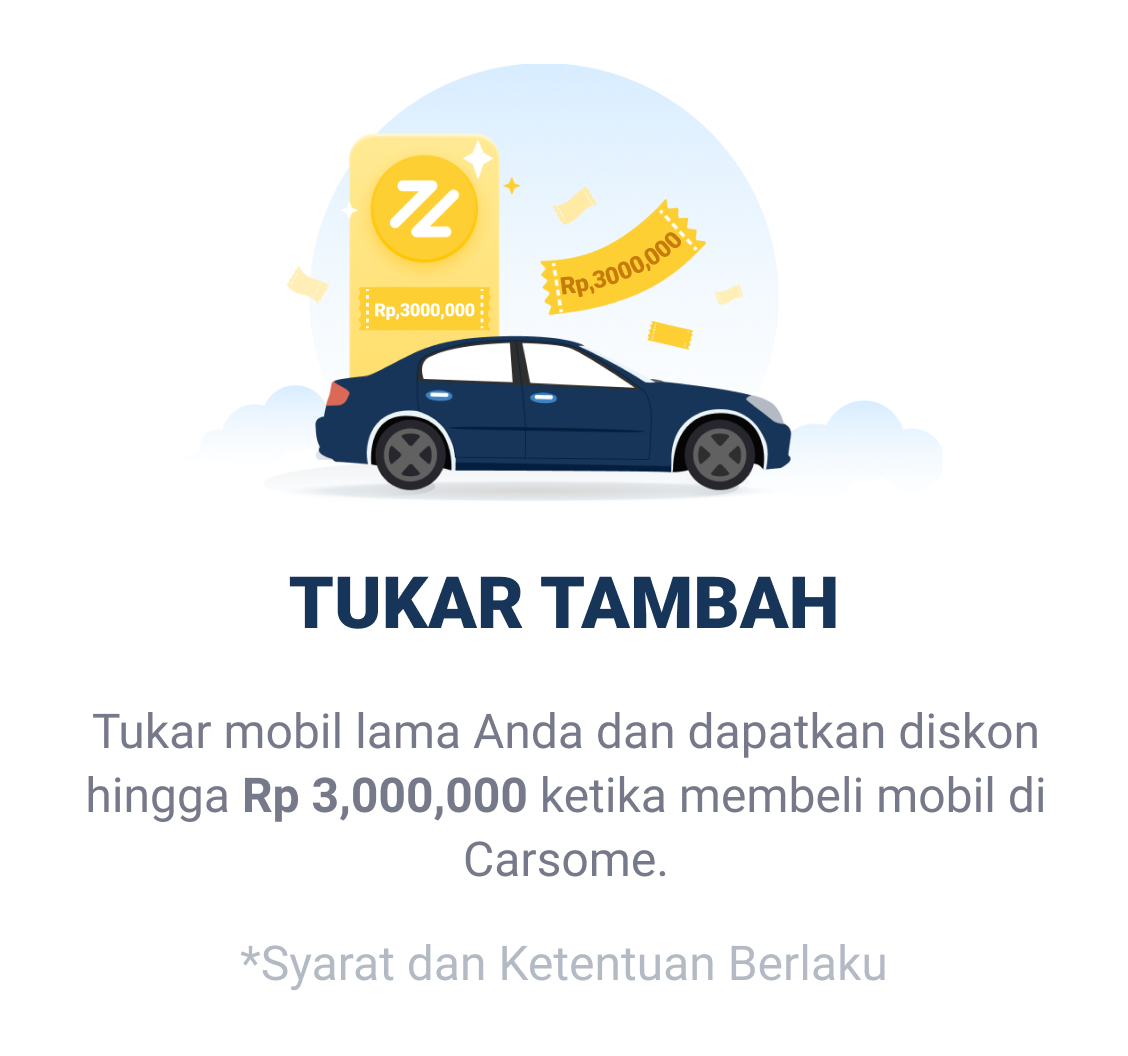 Rp,3000,000
Rp,3000,000
TUKAR TAMBAH
Tukar mobil lama Anda dan dapatkan diskon
hingga Rp 3,000,000 ketika membeli mobil di
Carsome.
*Syarat dan Ketentuan Berlaku